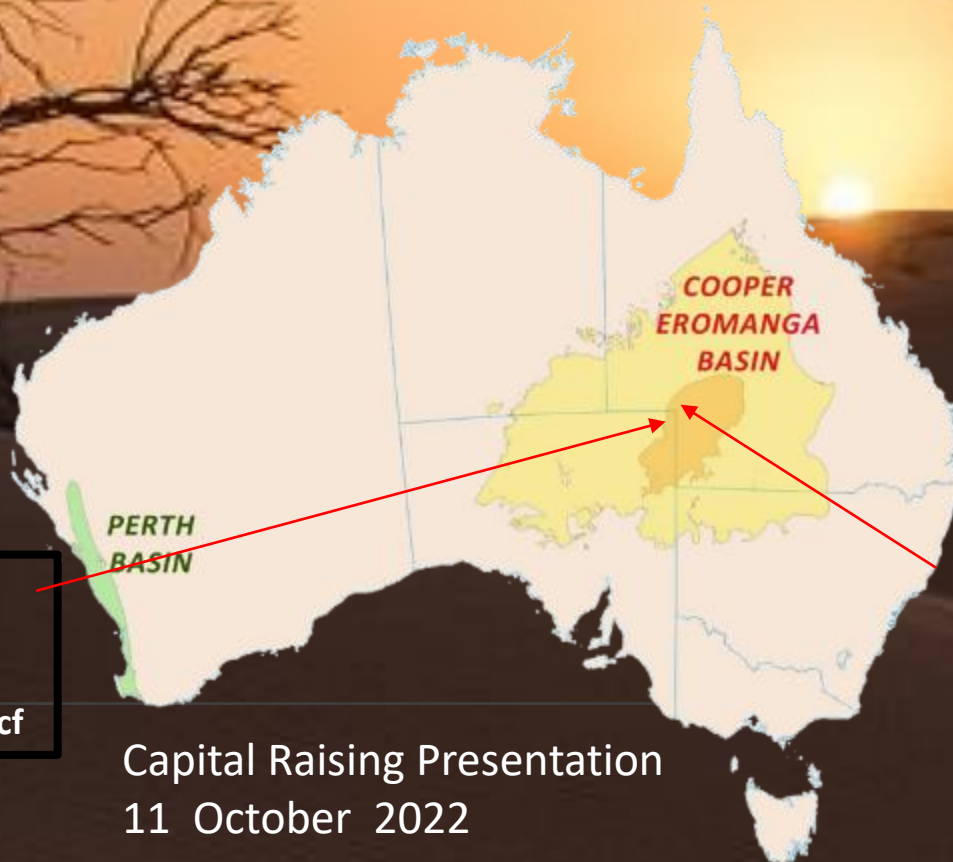 COOPER
EROMANGA
BASIN
PERTH
BASIN
cf
Capital Raising Presentation
11 October 2022